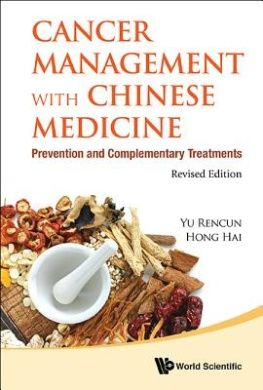 CANCER
MANAGEMENT
WITH CHINESE
MEDICINE
Prevention and Complementary Treatments
Revised Edition
YU RENCUN
HONG HAI
World Scientific